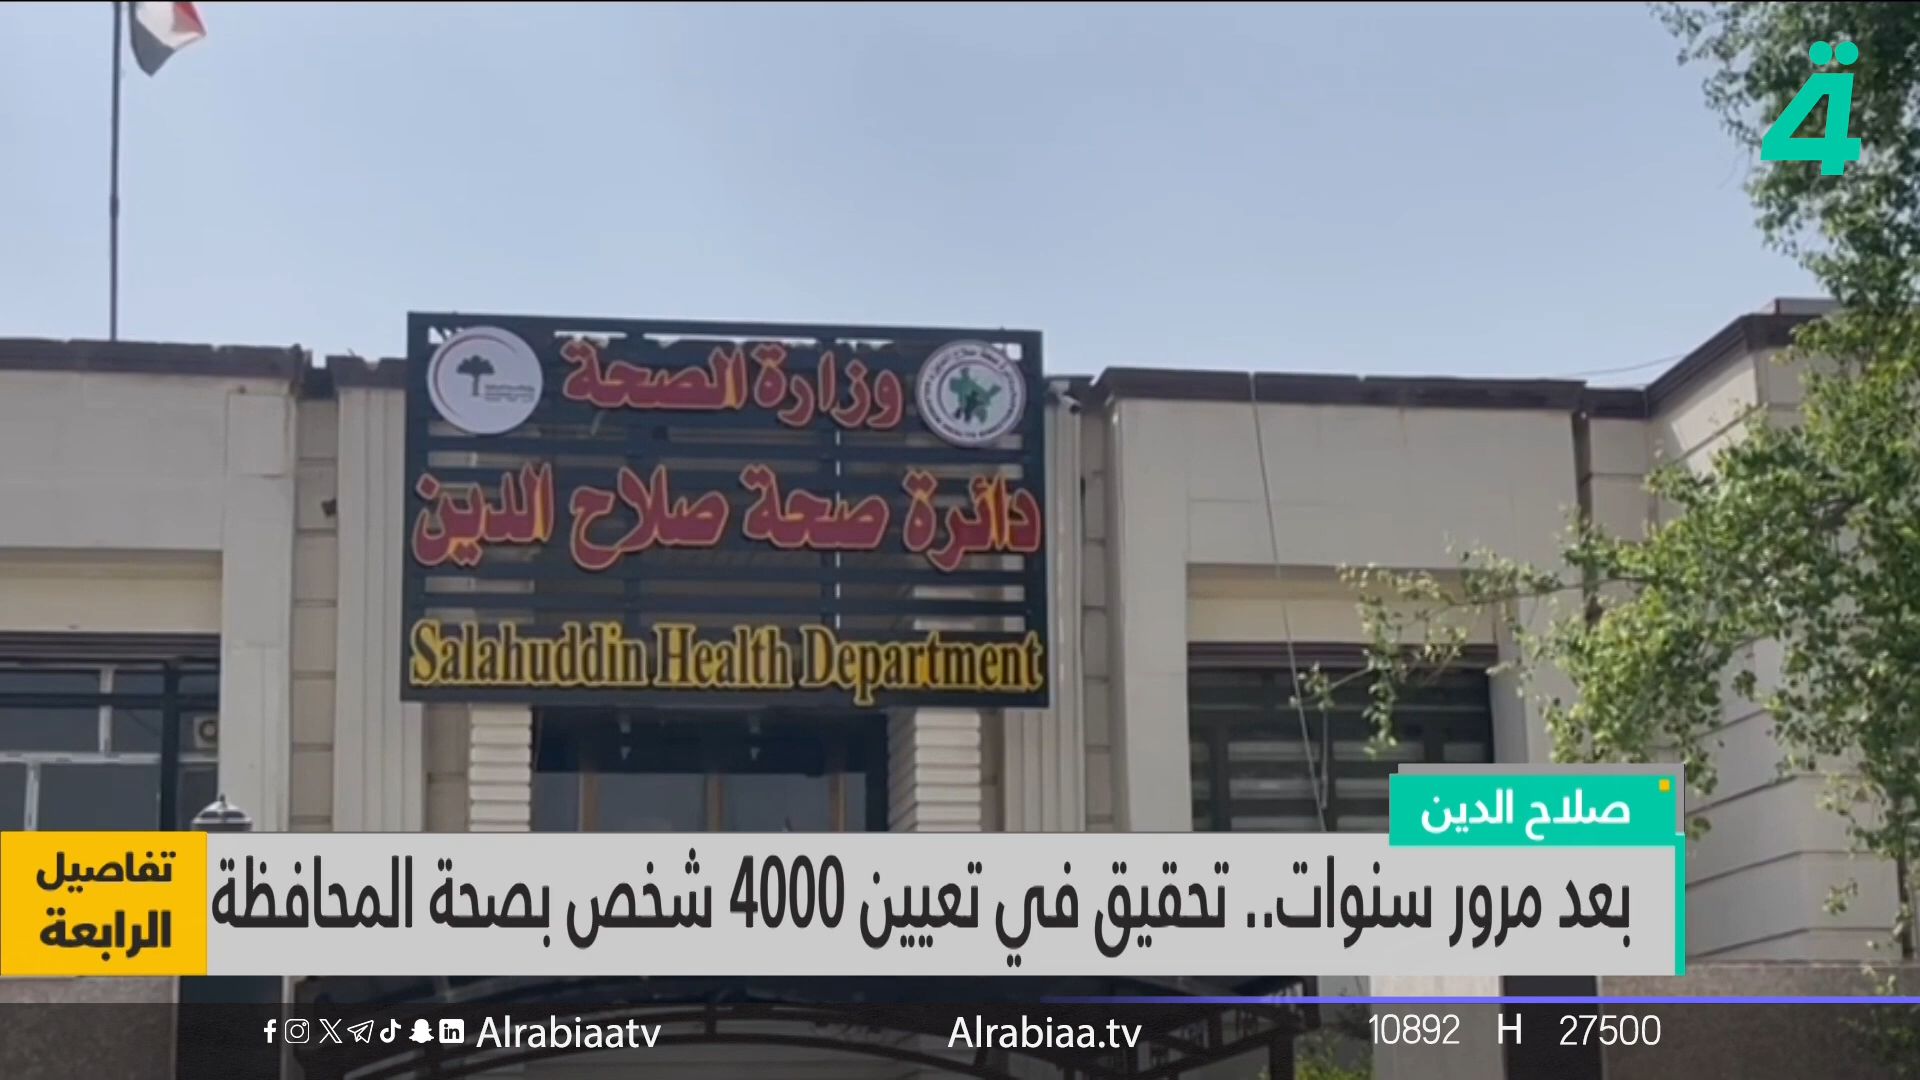 ة
4
وزارة الصحة
دائرة صحة صلاح الدين
Salahuddin Health Department
صلاح الدين
بعد مرور سنوات.. تحقيق في تعيين 4000 شخص بصحة المحافظة
تفاصيل
الرابعة
Alrabiaatv
Alrabiaa.tv
10892 H 27500